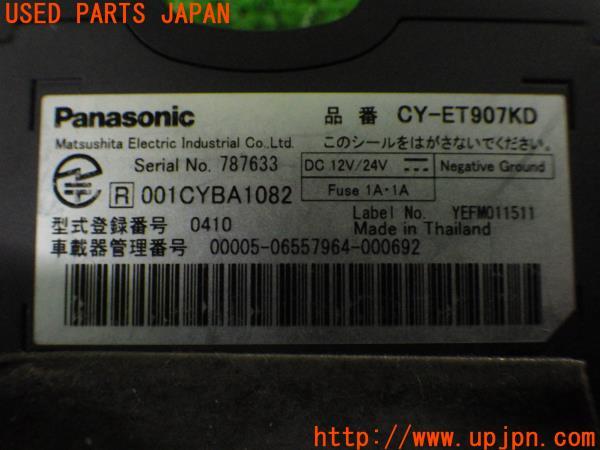 USED PARTS JAPAN
Panasonic 品番 CY-ET907KD
Matsushita Electric Industrial Co.,Ltd. このシールをはがさないでください。
Serial No. 787633 DC 12V/24V Negative Ground
R 001CYBA1082 Fuse 1A・1A
Label No. YEFM011511
型式登録番号 0410 Made in Thailand
車載器管理番号 00005-06557964-000692
UPJ
http://www.upjpn.com/